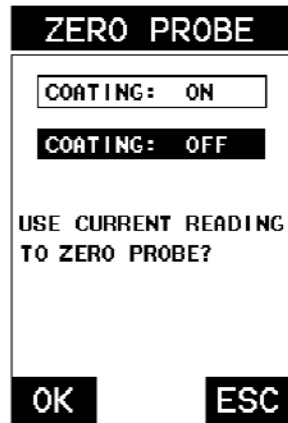 ZERO PROBE
COATING: ON
COATING: OFF
USE CURRENT READING
TO ZERO PROBE?
OK ESC